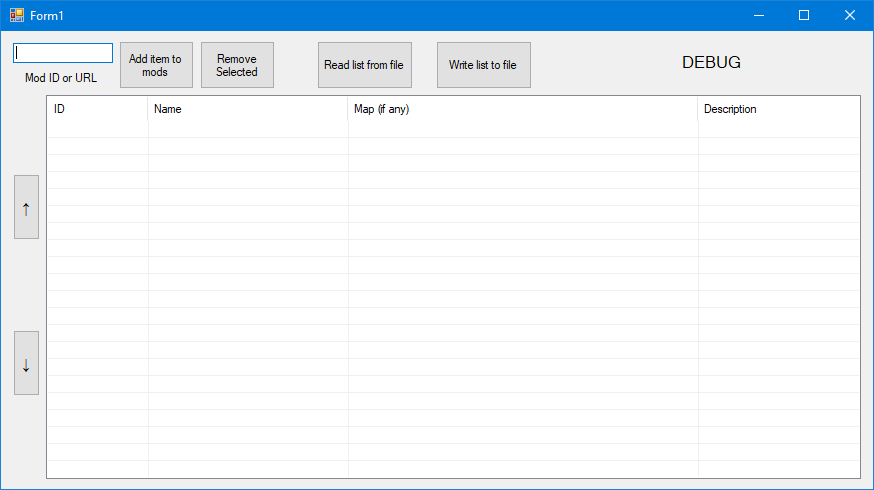 Form1
Add item to
mods
Remove
Selected
Read list from file
Write list to file
DEBUG
Mod ID or URL
ID
Name
Map (if any)
Description
↑
↓